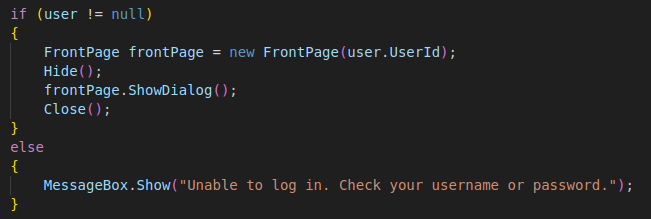 if (user != null)
{
    FrontPage frontPage = new FrontPage(user.UserId);
    Hide();
    frontPage.ShowDialog();
    Close();
}
else
{
    MessageBox.Show("Unable to log in. Check your username or password.");
}